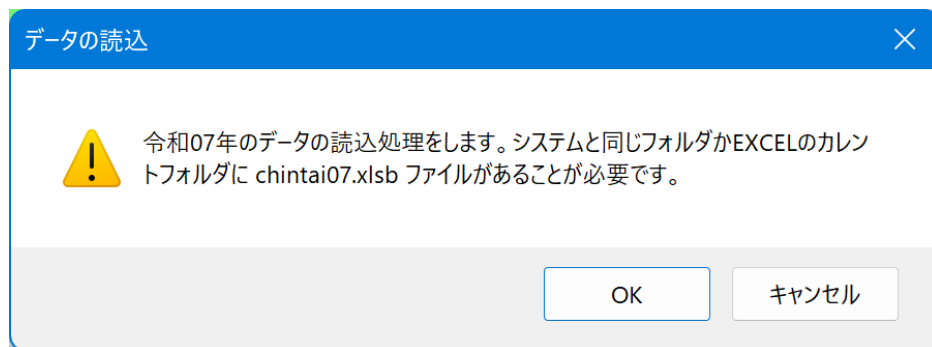 データの読込
令和07年のデータの読込処理をします。システムと同じフォルダかEXCELのカレン
トフォルダに chintai07.xlsb ファイルがあることが必要です。
OK
キャンセル